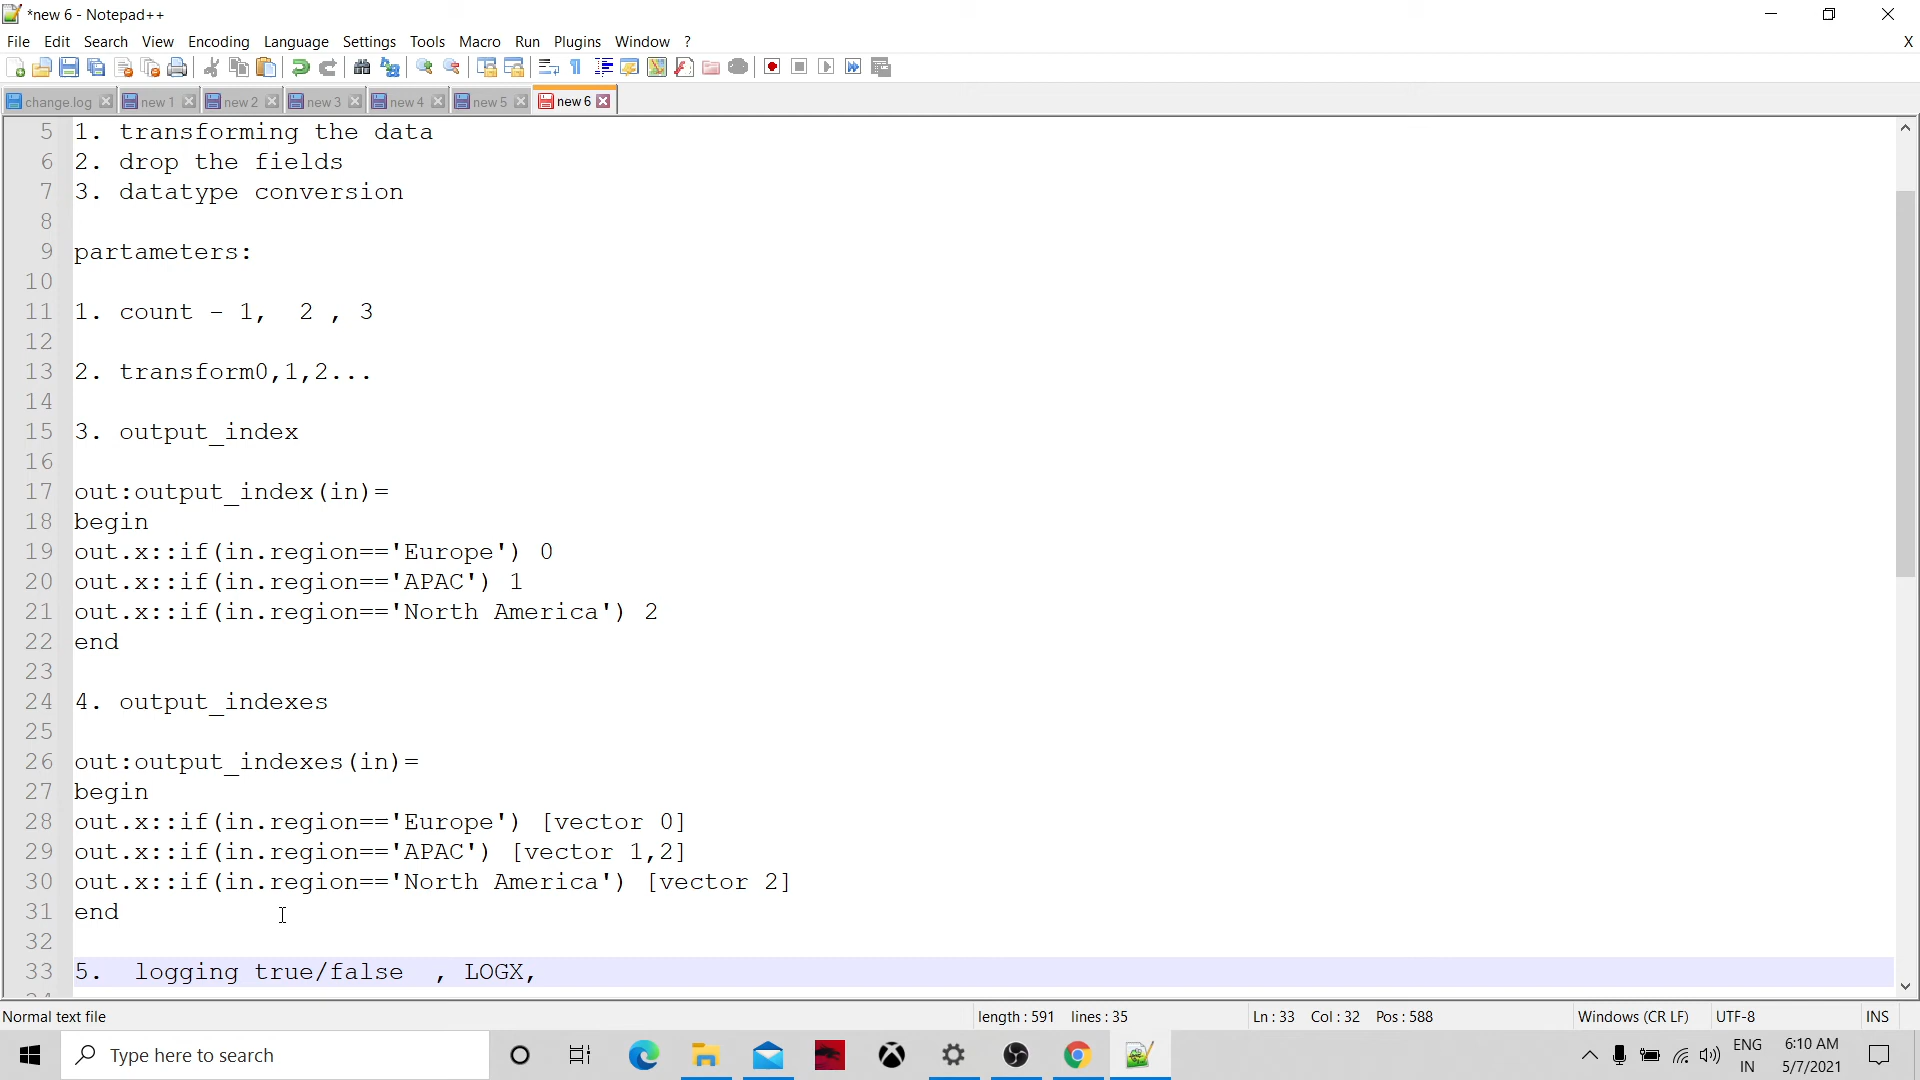 *new 6 - Notepad++
File Edit Search View Encoding Language Settings Tools Macro Run Plugins Window ? X
change.log new 1 new 2 new 3 new 4 new 5 new 6
5 1. transforming the data
6 2. drop the fields
7 3. datatype conversion
8
9 partameters:
10
11 1. count - 1,  2 , 3
12
13 2. transform0,1,2...
14
15 3. output_index
16
17 out:output_index(in)=
18 begin
19 out.x::if(in.region=='Europe') 0
20 out.x::if(in.region=='APAC') 1
21 out.x::if(in.region=='North America') 2
22 end
23
24 4. output_indexes
25
26 out:output_indexes(in)=
27 begin
28 out.x::if(in.region=='Europe') [vector 0]
29 out.x::if(in.region=='APAC') [vector 1,2]
30 out.x::if(in.region=='North America') [vector 2]
31 end
32
33 5.  logging true/false  , LOGX,
Normal text file length : 591 lines : 35 Ln : 33 Col : 32 Pos : 588 Windows (CR LF) UTF-8 INS
Type here to search
ENG 6:10 AM
IN 5/7/2021